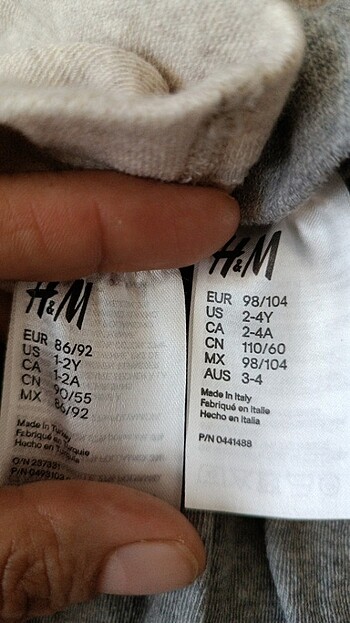 H&M
EUR 86/92
US 1-2Y
CA 1-2A
CN 90/55
MX 86/92
Made in Turkey
Fabriqué en Turquie
Hecho en Turquía
H&M
EUR 98/104
US 2-4Y
CA 2-4A
CN 110/60
MX 98/104
AUS 3-4
Made in Italy
Fabriqué en Italie
Hecho en italia
P/N 0441488